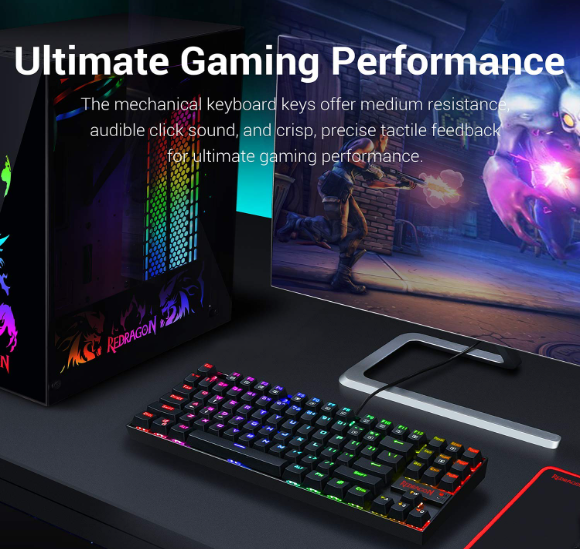 Ultimate Gaming Performance
The mechanical keyboard keys offer medium resistance,
audible click sound, and crisp, precise tactile feedback
for ultimate gaming performance.
REDRAGON
REDRAGON